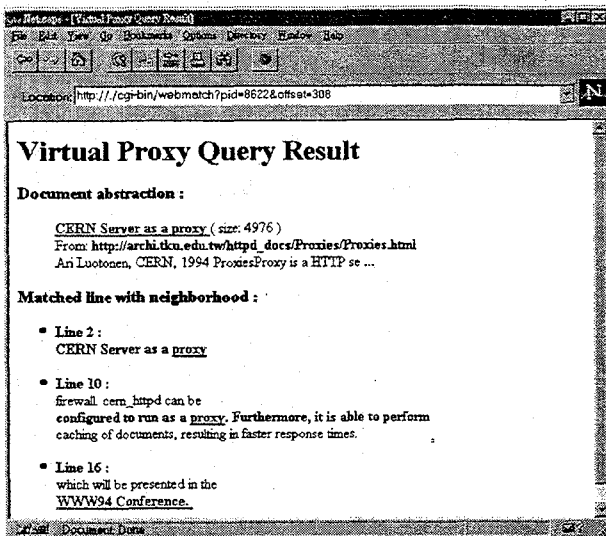 Netscape - [Virtual Proxy Query Result]
File Edit View Go Bookmarks Options Directory Window Help
Location: http://./cgi-bin/webmatch?pid=8622&offset=308
N
Virtual Proxy Query Result
Document abstraction :
CERN Server as a proxy ( size: 4976 )
From: http://archi.tku.edu.tw/httpd_docs/Proxies/Proxies.html
Ari Luotonen, CERN, 1994 ProxiesProxy is a HTTP se ...
Matched line with neighborhood :
Line 2 :
CERN Server as a proxy
Line 10 :
firewall. cern_httpd can be
configured to run as a proxy. Furthermore, it is able to perform
caching of documents, resulting in faster response times.
Line 16 :
which will be presented in the
WWW94 Conference.
Document: Done